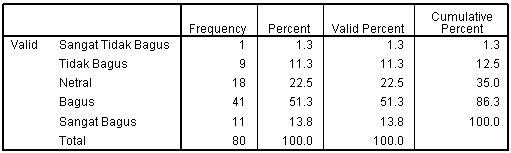 Frequency Percent Valid Percent Cumulative Percent
Valid Sangat Tidak Bagus 1 1.3 1.3 1.3
Tidak Bagus 9 11.3 11.3 12.5
Netral 18 22.5 22.5 35.0
Bagus 41 51.3 51.3 86.3
Sangat Bagus 11 13.8 13.8 100.0
Total 80 100.0 100.0